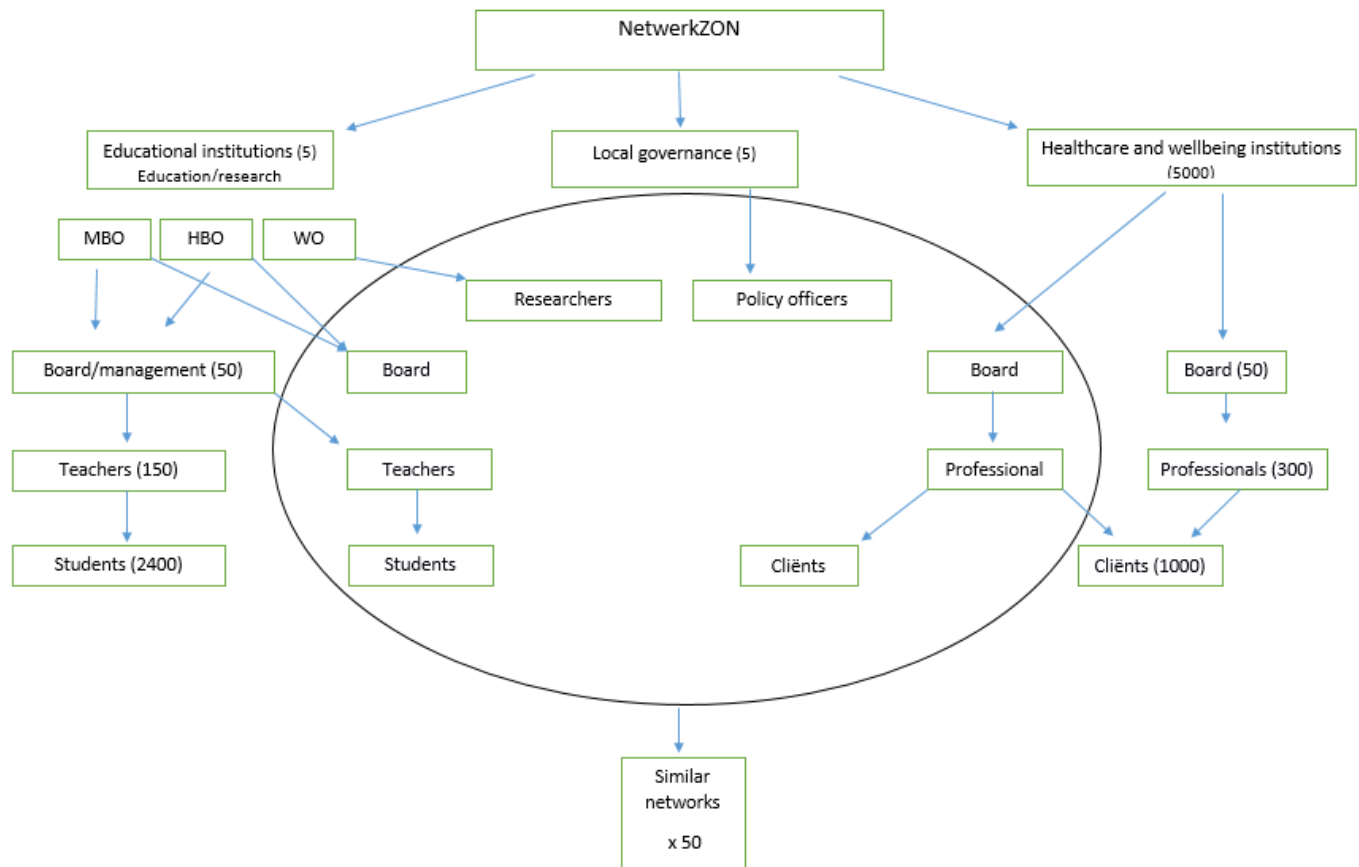 NetwerkZON
Educational institutions (5)
Education/research
Local governance (5)
Healthcare and wellbeing institutions
(5000)
MBO
HBO
WO
Researchers
Policy officers
Board/management (50)
Board
Board
Board (50)
Teachers (150)
Teachers
Professional
Professionals (300)
Students (2400)
Students
Cliënts
Cliënts (1000)
Similar
networks
x 50